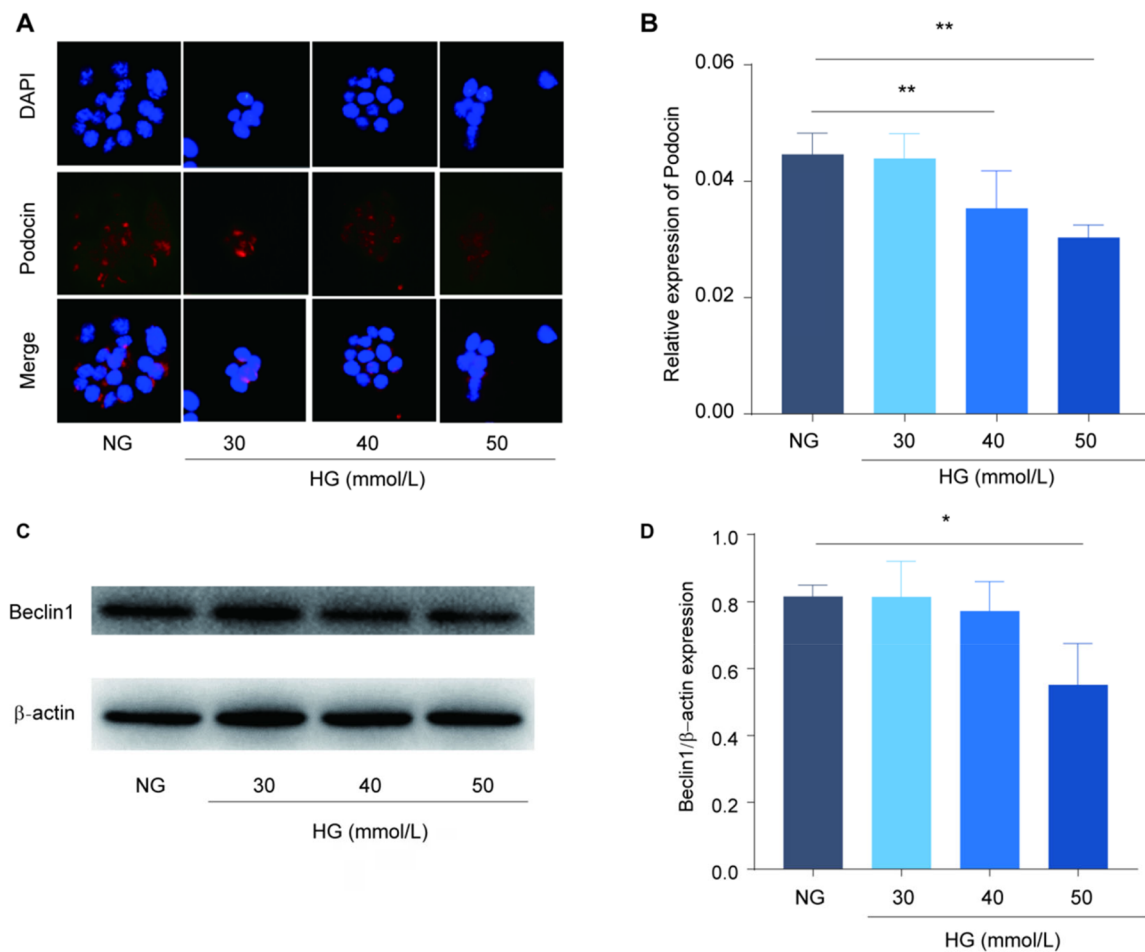 A
DAPI
Podocin
Merge
NG
30
40
50
HG (mmol/L)
B
**
**
0.06
0.04
0.02
0.00
Relative expression of Podocin
NG
30
40
50
HG (mmol/L)
C
Beclin1
β-actin
NG
30
40
50
HG (mmol/L)
D
*
1.0
0.8
0.6
0.4
0.2
0.0
Beclin1/β–actin expression
NG
30
40
50
HG (mmol/L)